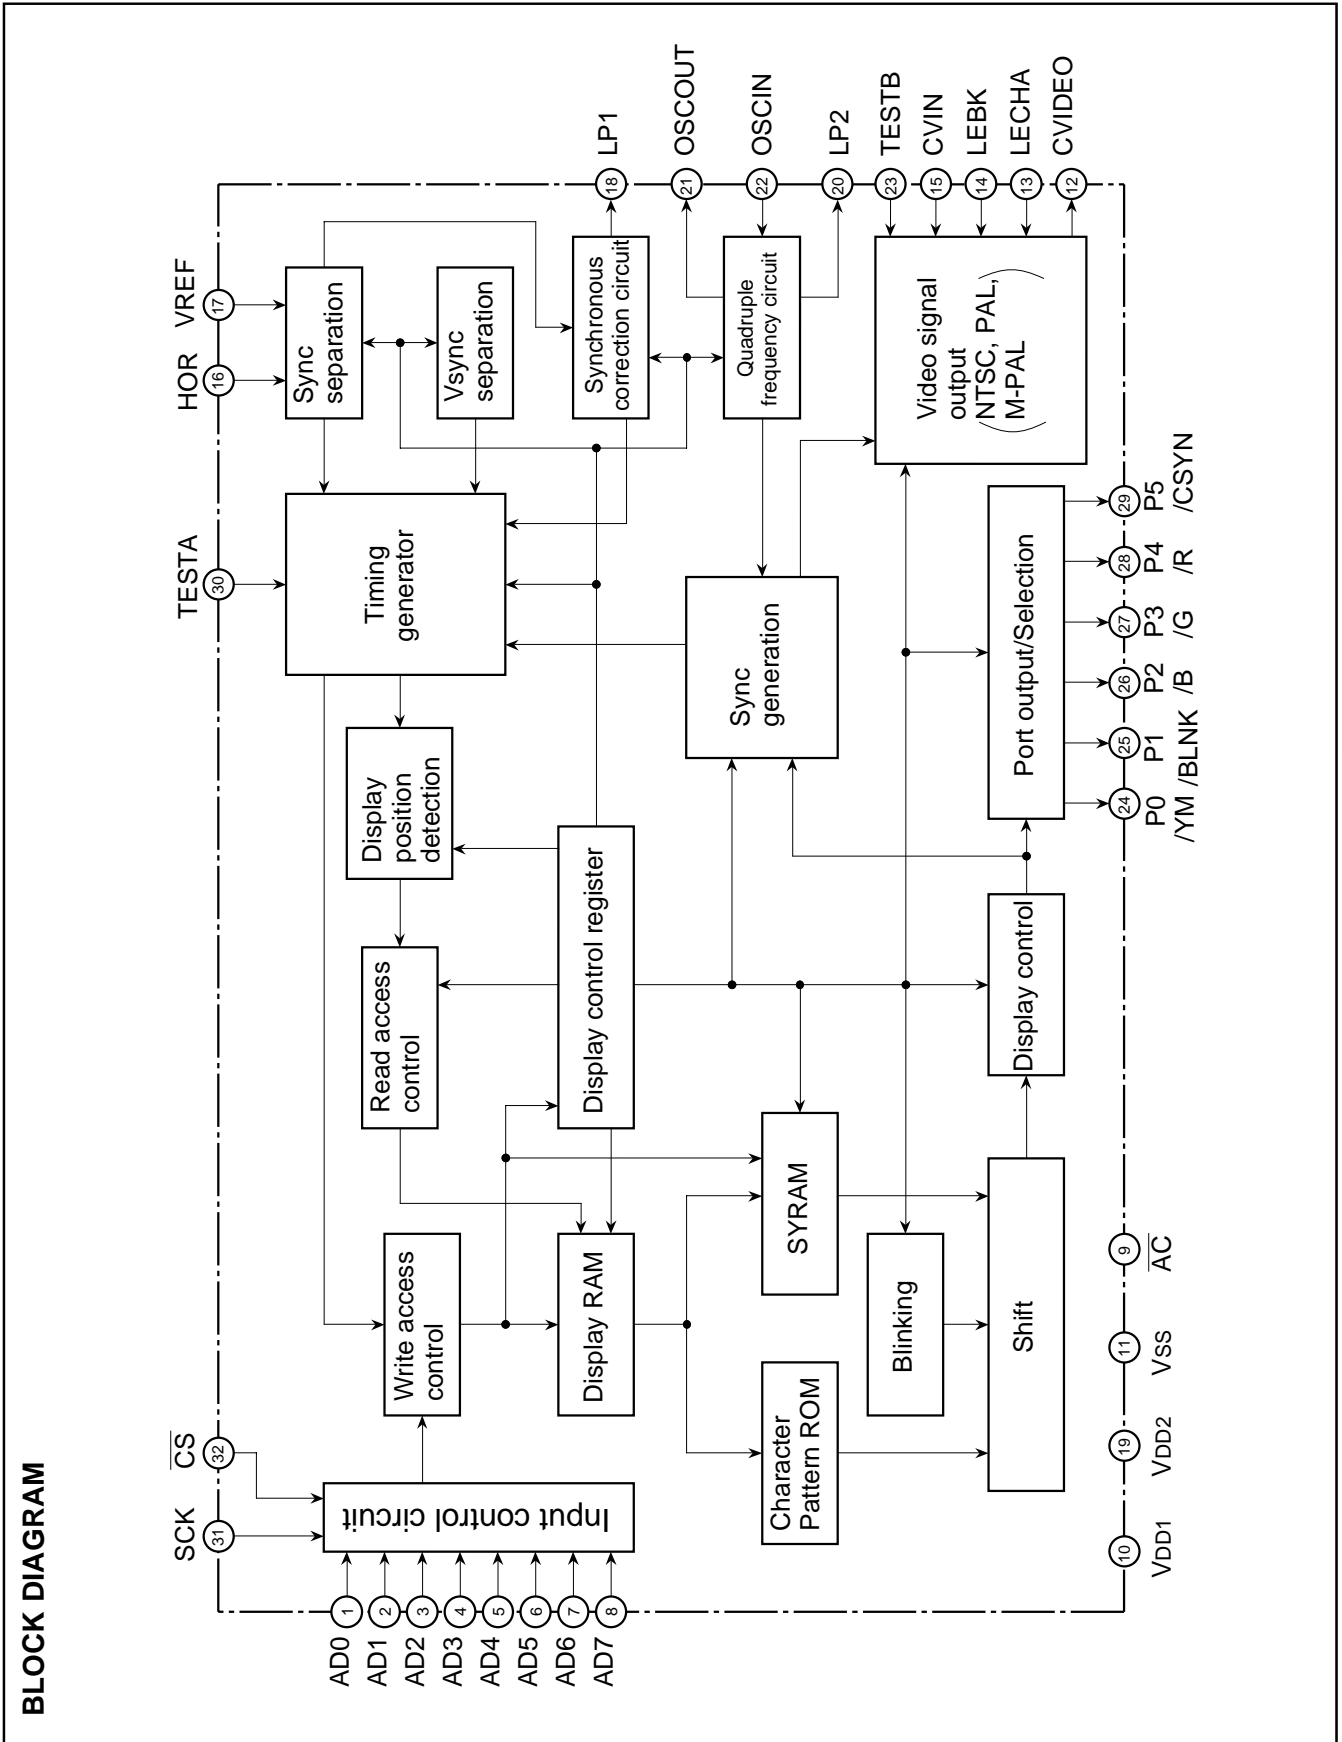 BLOCK DIAGRAM
LP1
OSCOUT
OSCIN
LP2
TESTB
CVIN
LEBK
LECHA
CVIDEO
18
21
22
20
23
15
14
13
12
VREF
17
HOR
16
TESTA
30
CS
32
SCK
31
Sync
separation
Vsync
separation
Synchronous
correction circuit
Quadruple
frequency circuit
Video signal
output
NTSC, PAL,
M-PAL
Timing
generator
Sync
generation
Port output/Selection
Display
position
detection
Display control register
Read access
control
Display control
Write access
control
Display RAM
SYRAM
Blinking
Shift
Character
Pattern ROM
Input control circuit
29
P5
/CSYN
28
P4
/R
27
P3
/G
26
P2
/B
25
P1
/BLNK
24
P0
/YM
9
AC
11
VSS
19
VDD2
10
VDD1
AD0
1
AD1
2
AD2
3
AD3
4
AD4
5
AD5
6
AD6
7
AD7
8